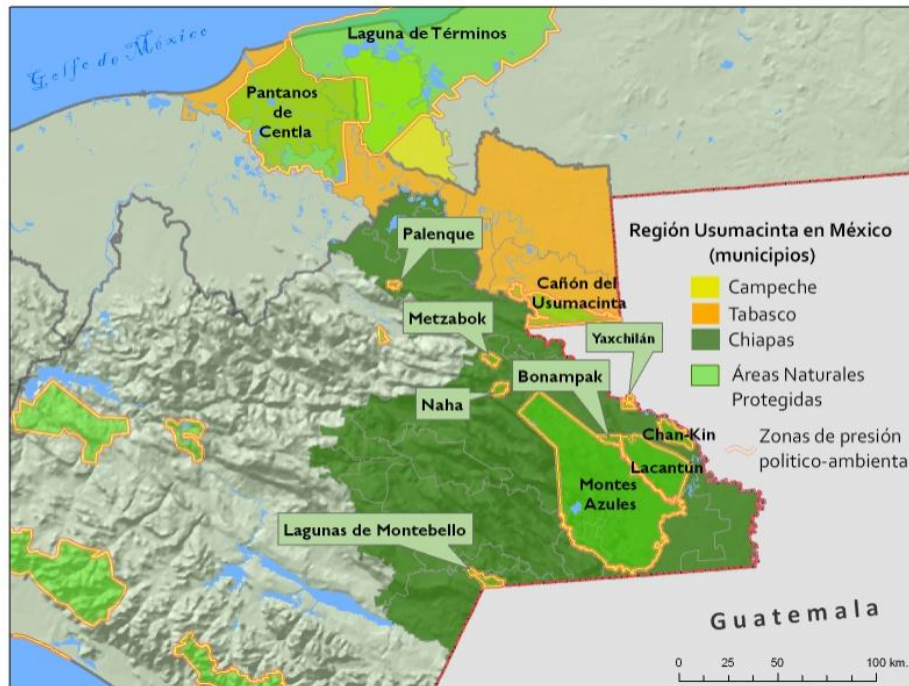 Laguna de Términos
Golfo de México
Pantanos
de
Centla
Palenque
Región Usumacinta en México
(municipios)
Campeche
Tabasco
Chiapas
Áreas Naturales
Protegidas
Zonas de presión
politico-ambienta
Cañón del
Usumacinta
Metzabok
Yaxchilán
Bonampak
Naha
Chan-Kin
Lacantún
Montes
Azules
Lagunas de Montebello
Guatemala
0 25 50 100 km.